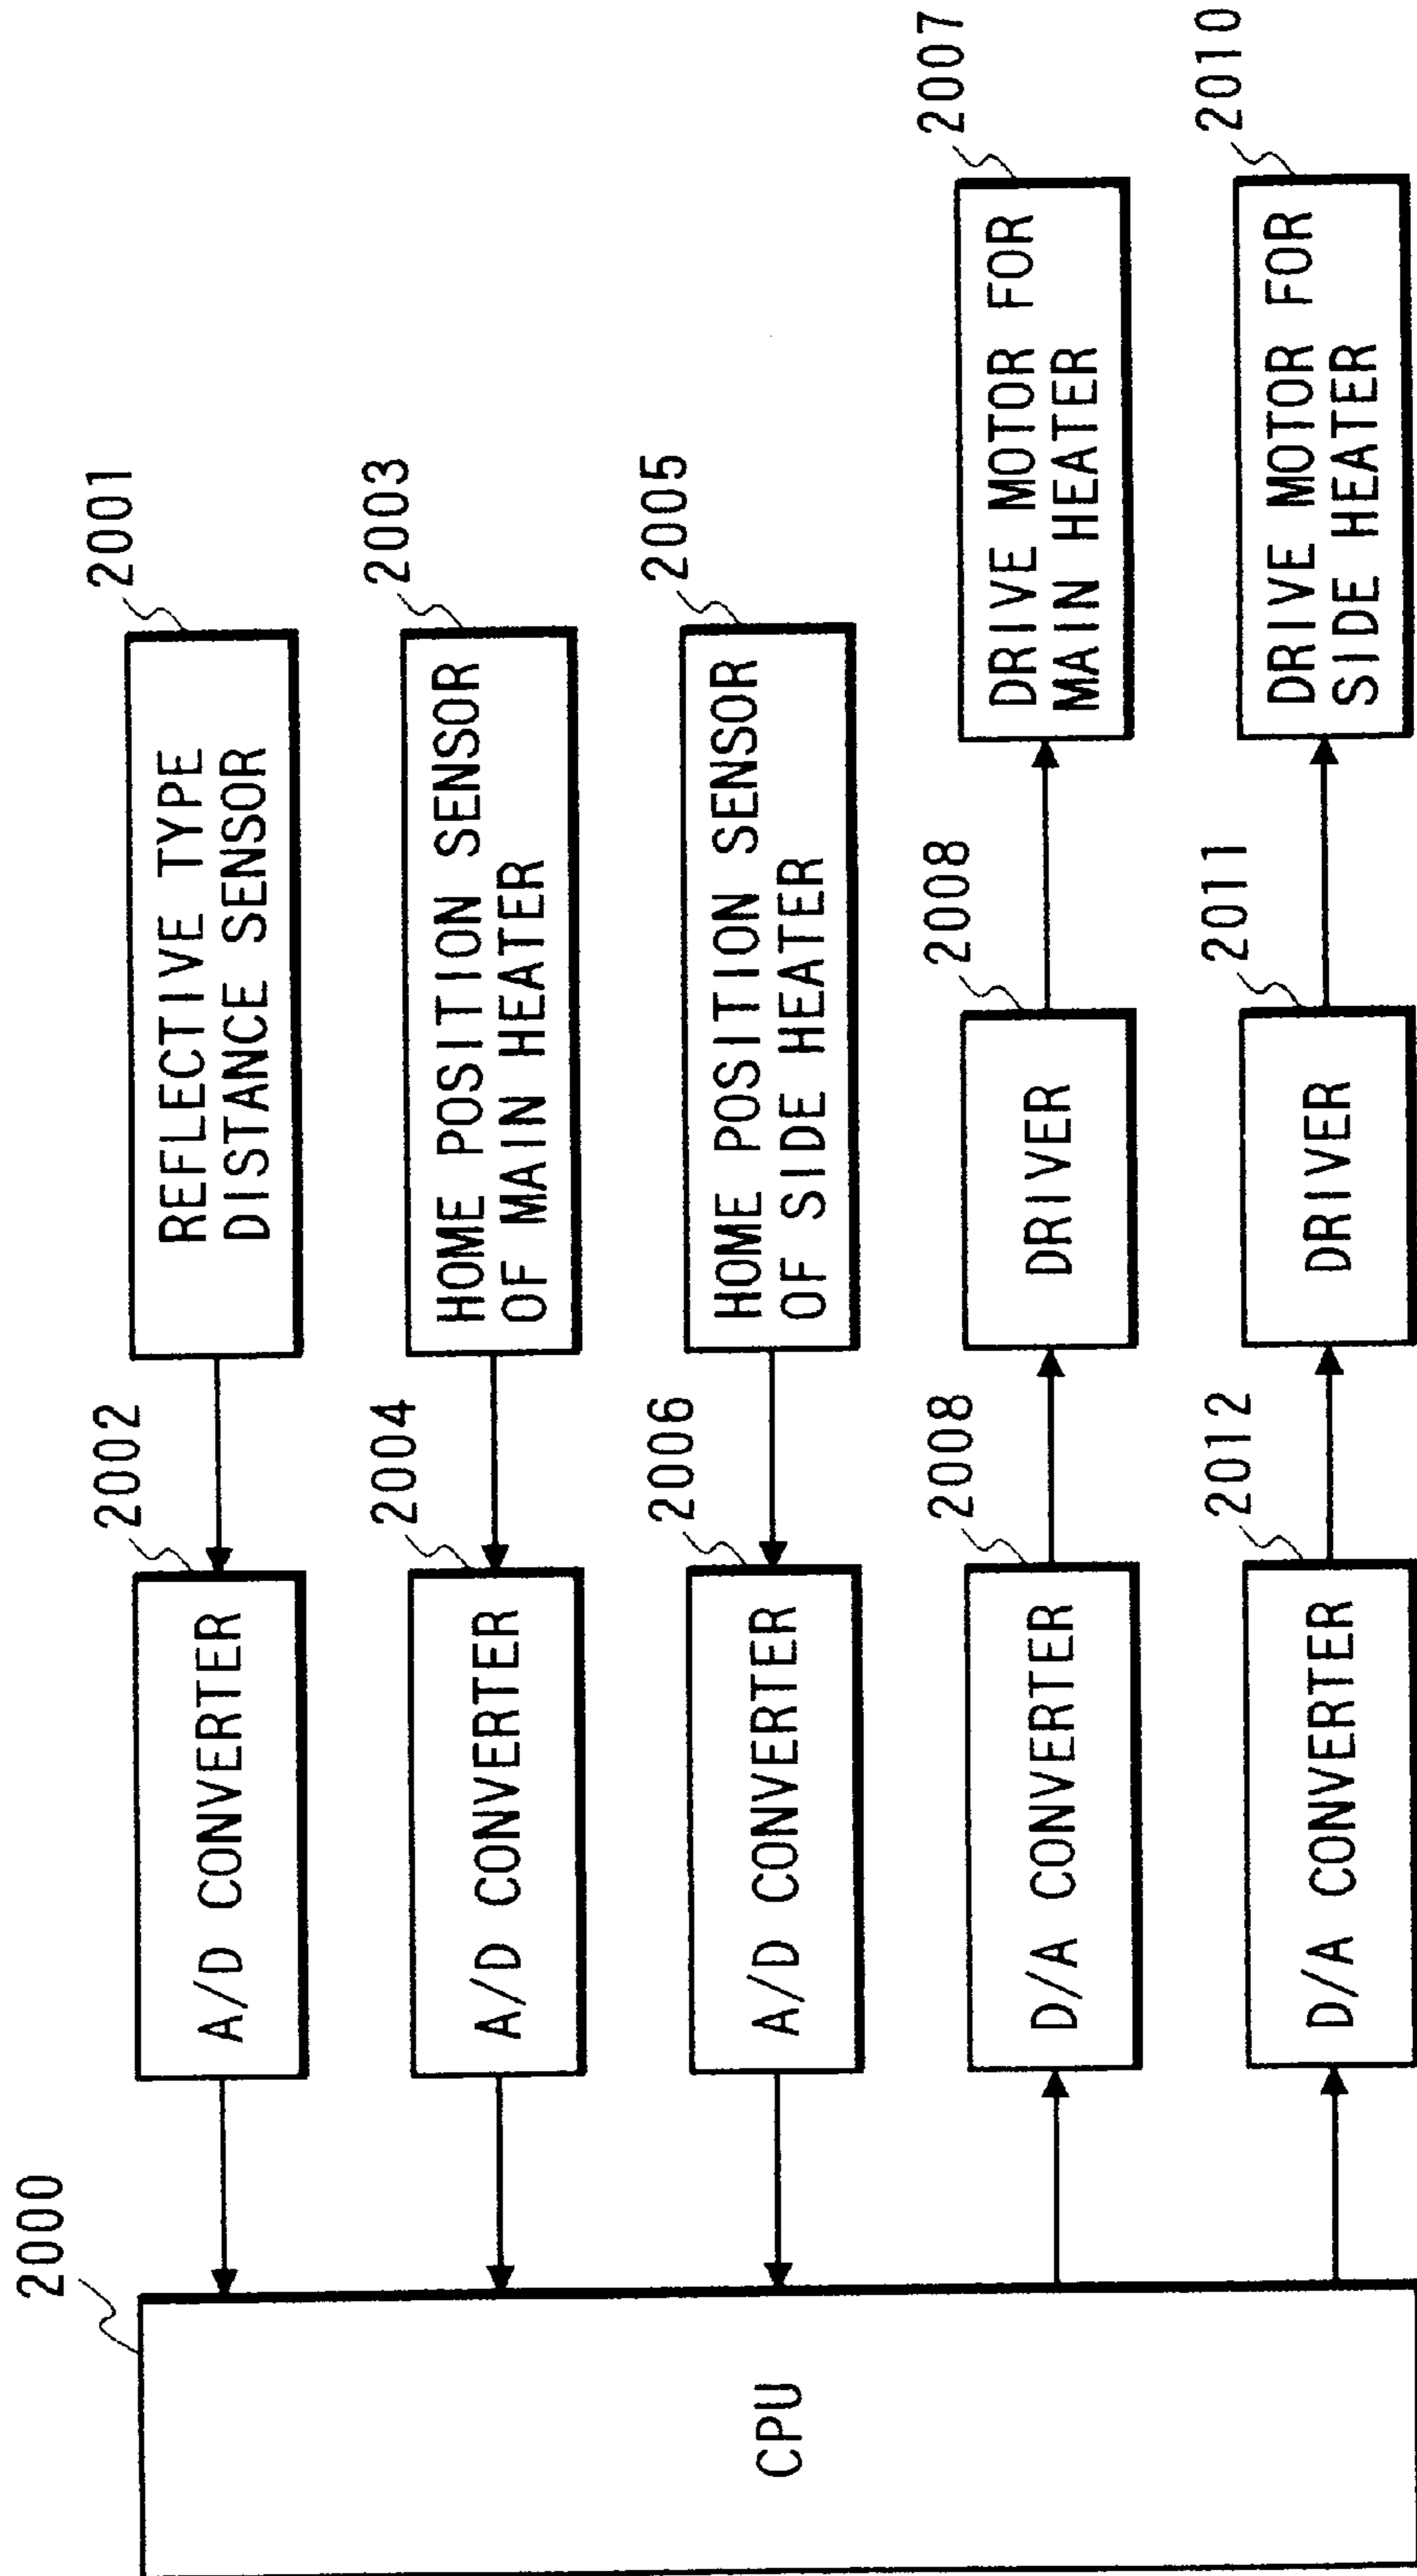 2000
CPU
2002
A/D CONVERTER
2001
REFLECTIVE TYPE
DISTANCE SENSOR
2004
A/D CONVERTER
2003
HOME POSITION SENSOR
OF MAIN HEATER
2006
A/D CONVERTER
2005
HOME POSITION SENSOR
OF SIDE HEATER
2008
D/A CONVERTER
2008
DRIVER
2007
DRIVE MOTOR FOR
MAIN HEATER
2012
D/A CONVERTER
2011
DRIVER
2010
DRIVE MOTOR FOR
SIDE HEATER